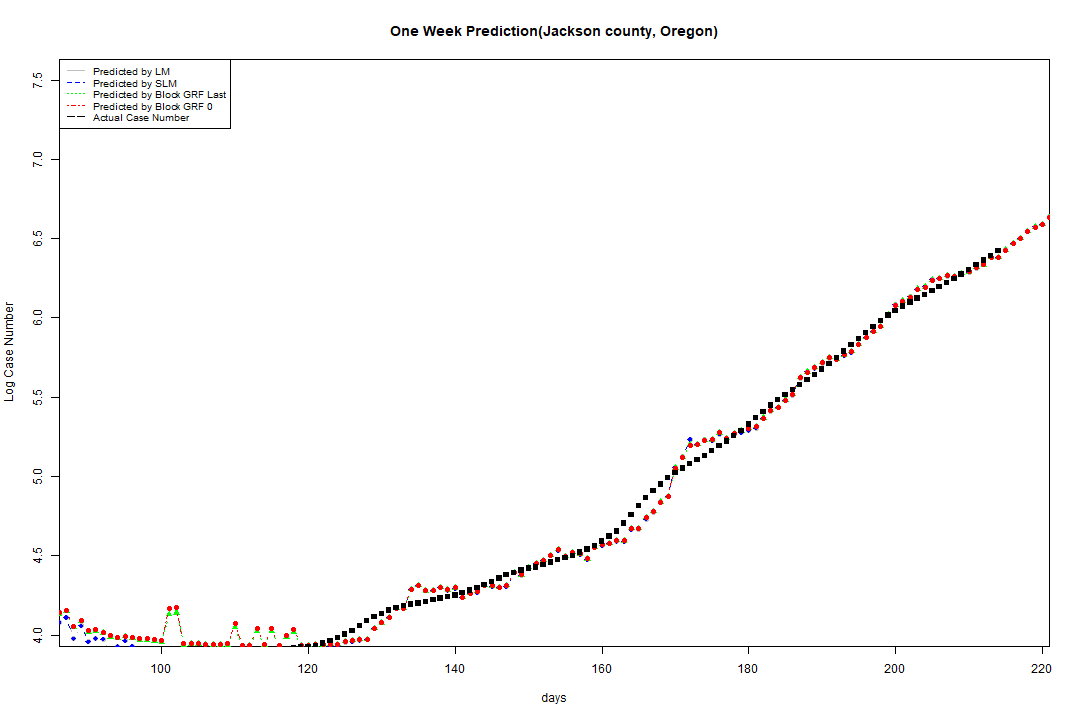 One Week Prediction(Jackson county, Oregon)
Predicted by LM
Predicted by SLM
Predicted by Block GRF Last
Predicted by Block GRF 0
Actual Case Number
7.5
7.0
6.5
6.0
5.5
5.0
4.5
4.0
Log Case Number
100 120 140 160 180 200 220
days